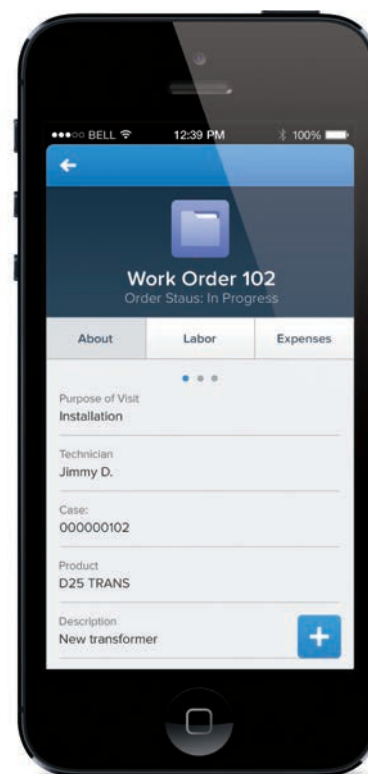 BELL 12:39 PM 100%
Work Order 102
Order Staus: In Progress
About Labor Expenses
Purpose of Visit
Installation
Technician
Jimmy D.
Case:
000000102
Product
D25 TRANS
Description
New transformer
+